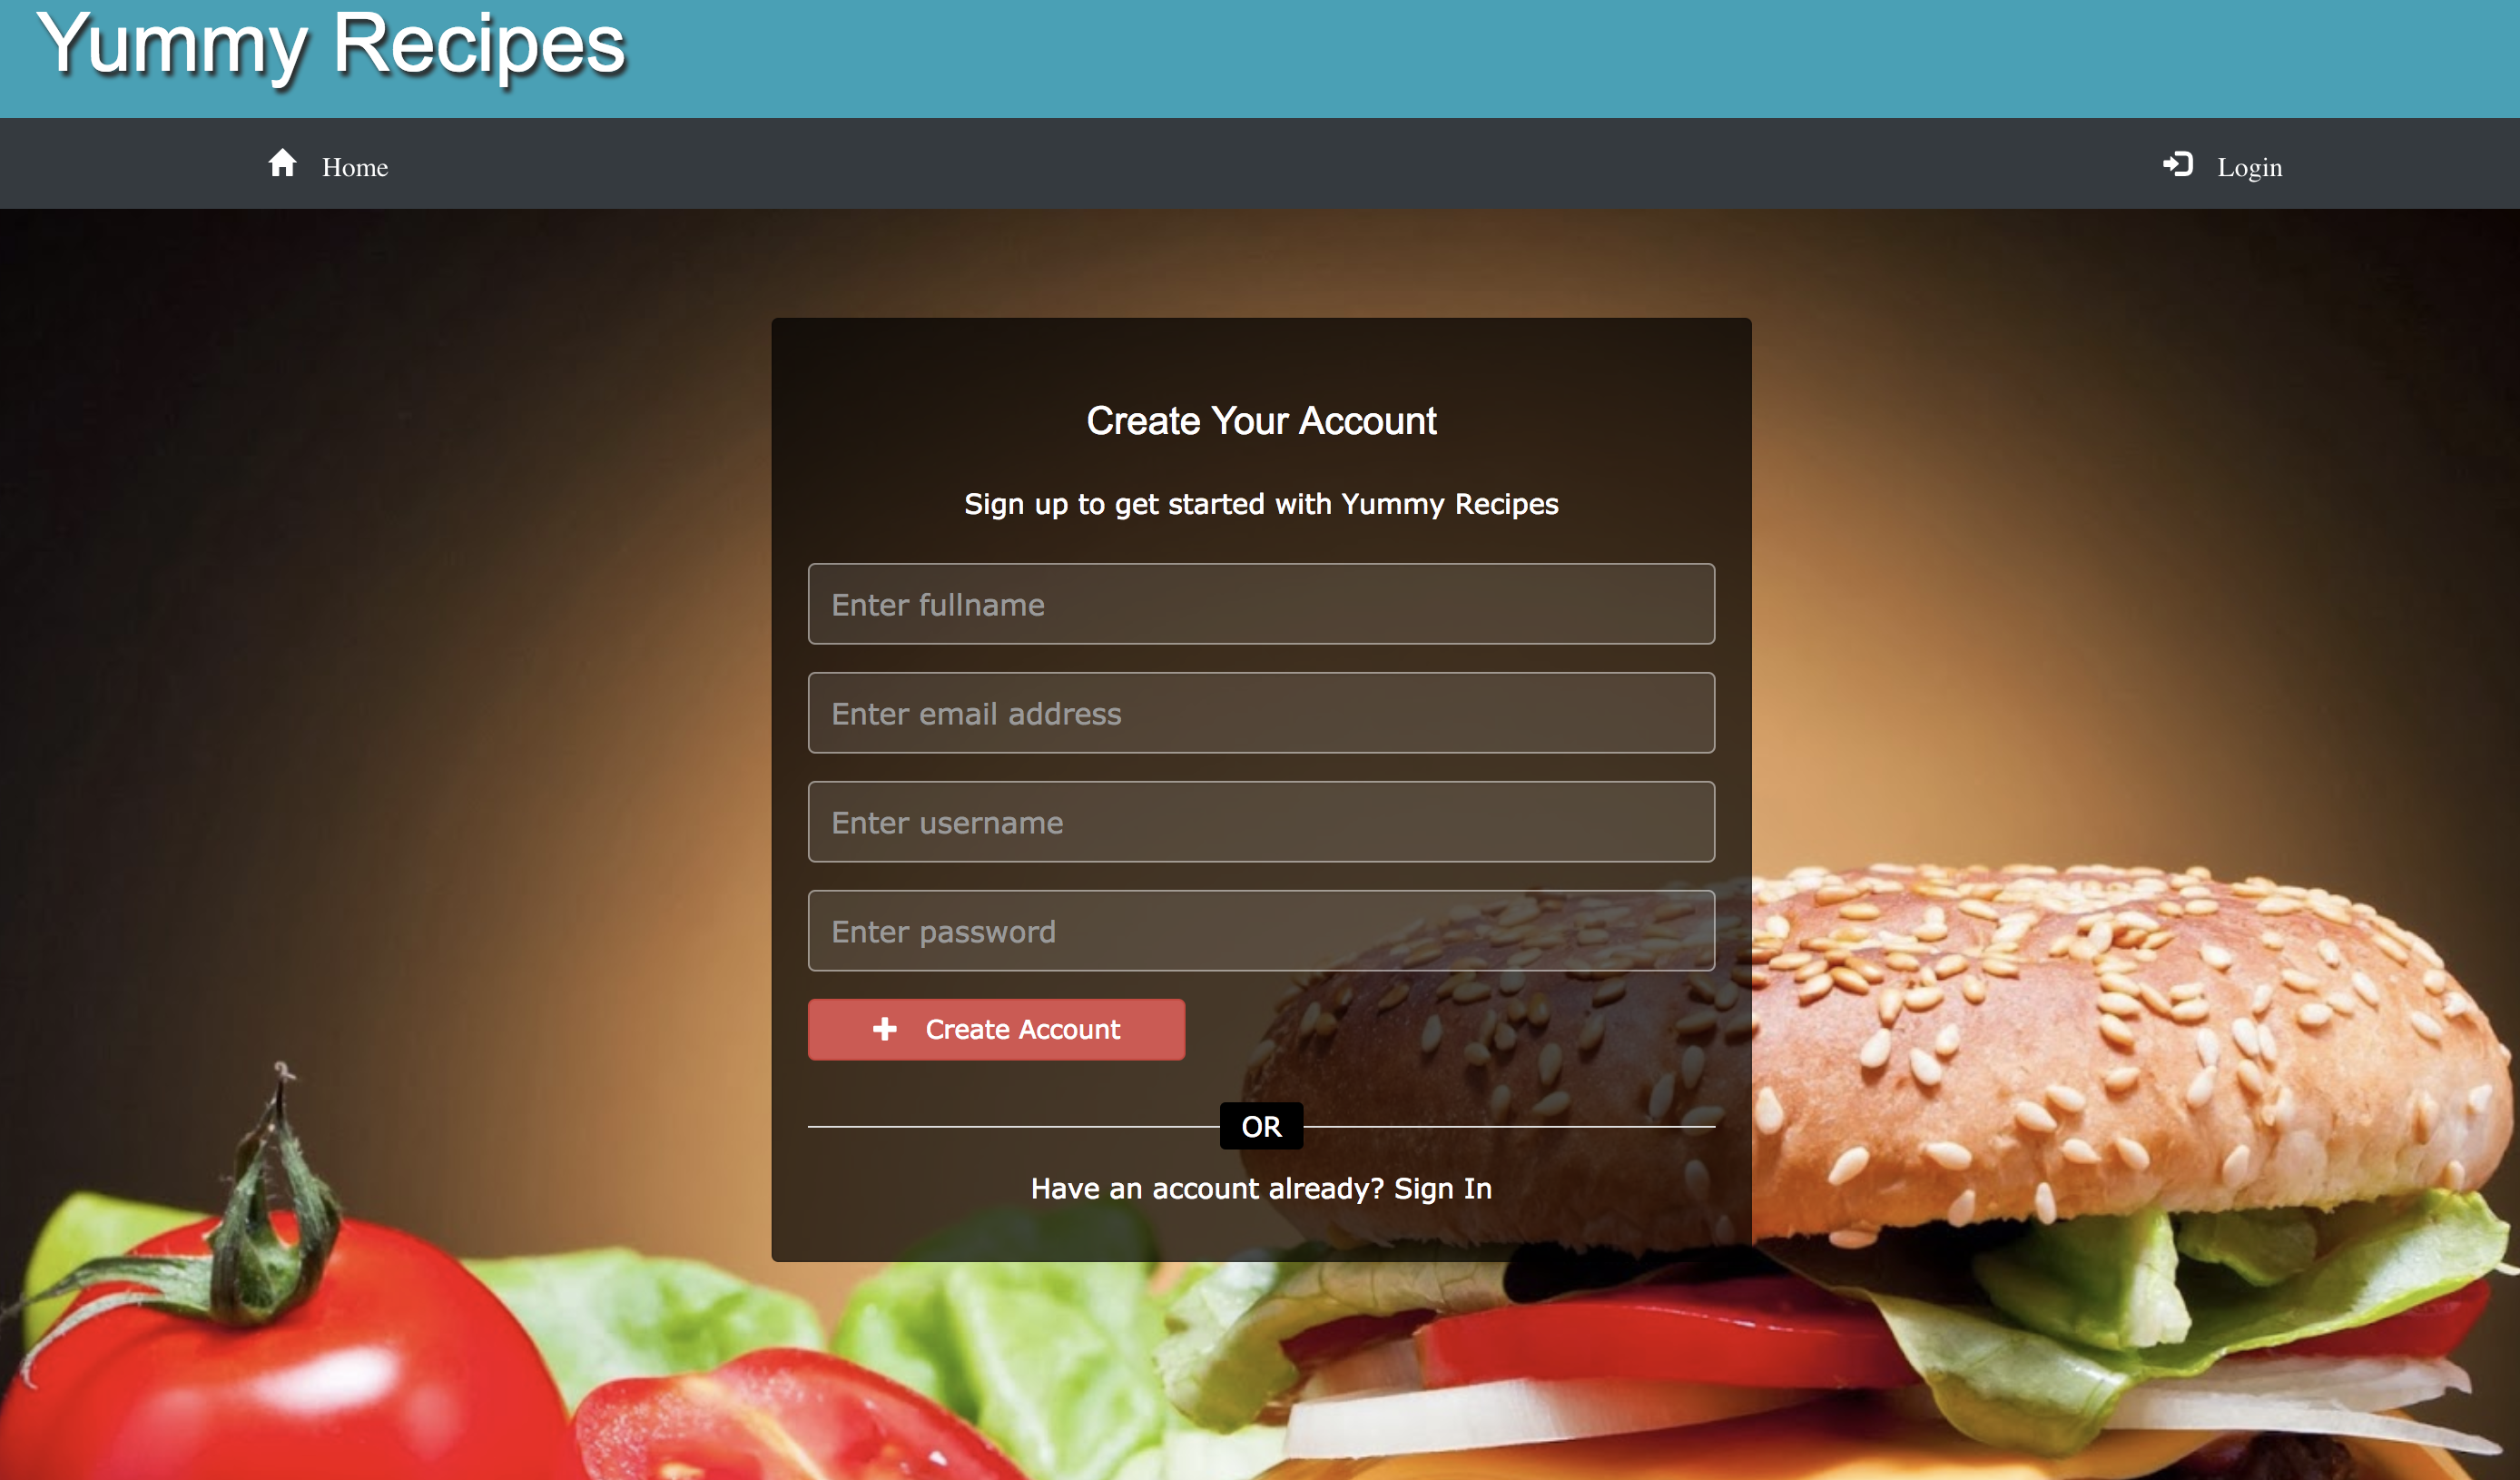 Yummy Recipes
Home
Login
Create Your Account
Sign up to get started with Yummy Recipes
Enter fullname
Enter email address
Enter username
Enter password
Create Account
OR
Have an account already? Sign In